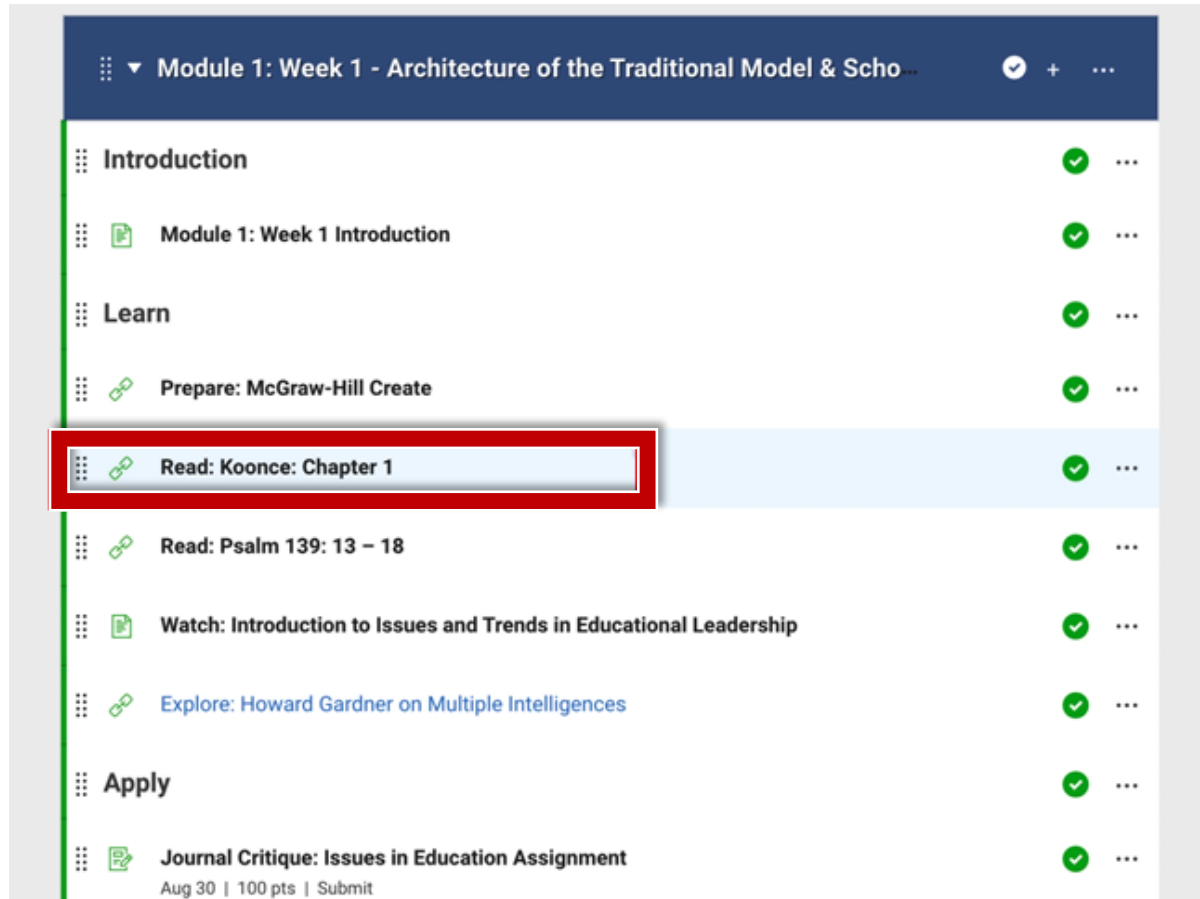 Module 1: Week 1 - Architecture of the Traditional Model & Scho...
Introduction
Module 1: Week 1 Introduction
Learn
Prepare: McGraw-Hill Create
Read: Koonce: Chapter 1
Read: Psalm 139: 13 – 18
Watch: Introduction to Issues and Trends in Educational Leadership
Explore: Howard Gardner on Multiple Intelligences
Apply
Journal Critique: Issues in Education Assignment
Aug 30 | 100 pts | Submit